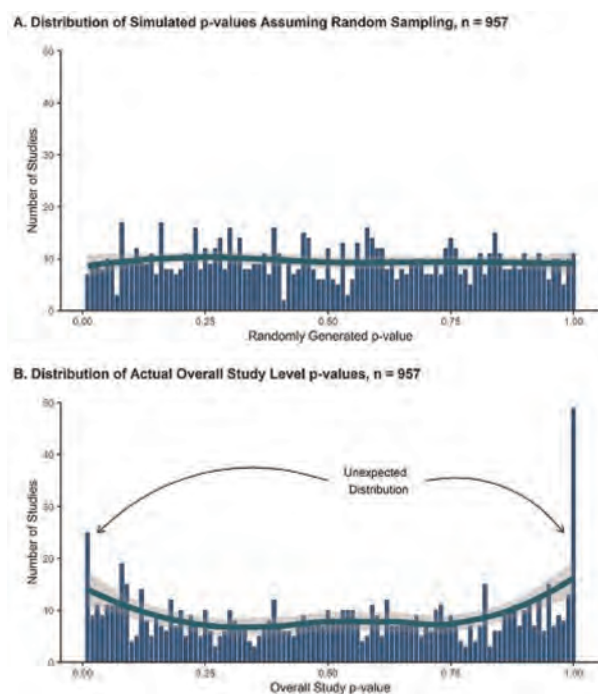 A. Distribution of Simulated p-values Assuming Random Sampling, n = 957
Number of Studies
50
40
30
20
10
0
0.00 0.25 0.50 0.75 1.00
Randomly Generated p-value
B. Distribution of Actual Overall Study Level p-values, n = 957
Number of Studies
50
40
30
20
10
0
Unexpected
Distribution
0.00 0.25 0.50 0.75 1.00
Overall Study p-value